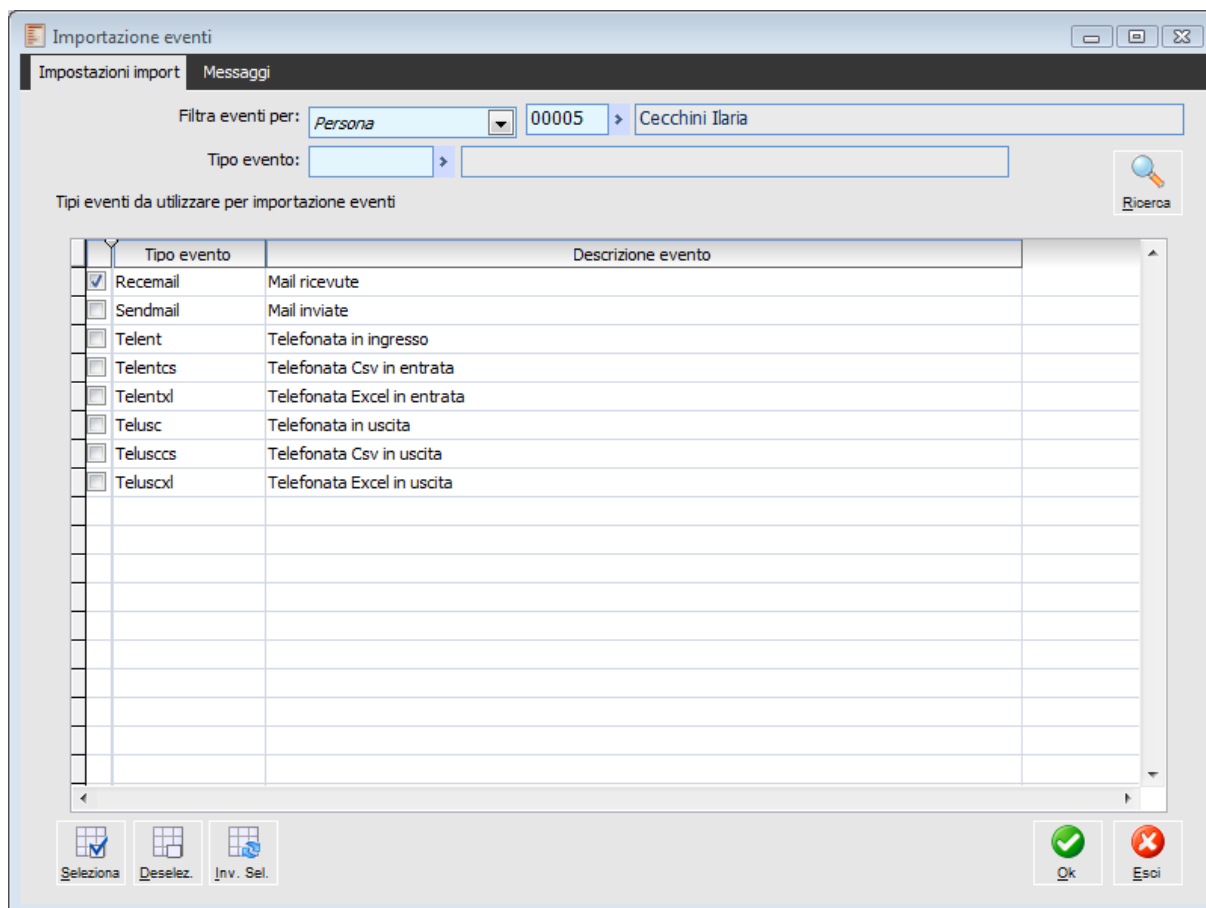 Importazione eventi
Impostazioni import Messaggi
Filtra eventi per: Persona 00005 Cecchini Ilaria
Tipo evento:
Ricerca
Tipi eventi da utilizzare per importazione eventi
Tipo evento Descrizione evento
Recemail Mail ricevute
Sendmail Mail inviate
Telent Telefonata in ingresso
Telentcs Telefonata Csv in entrata
Telentxl Telefonata Excel in entrata
Telusc Telefonata in uscita
Telusccs Telefonata Csv in uscita
Teluscxl Telefonata Excel in uscita
Seleziona Deselez. Inv. Sel. Ok Esci